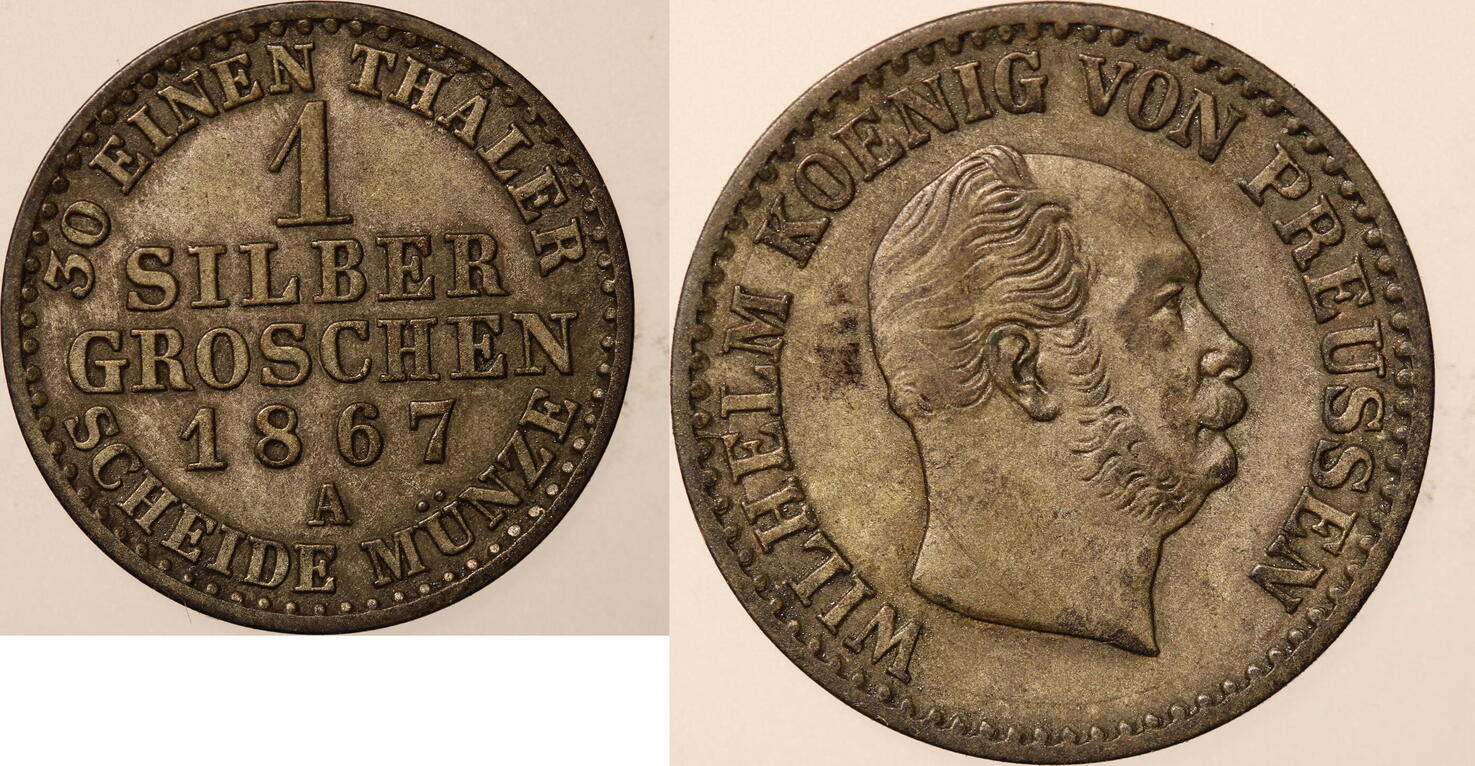 30 EINEN THALER
1
SILBER
GROSCHEN
1867
A
SCHEIDE MÜNZE
WILHELM KOENIG VON PREUSSEN